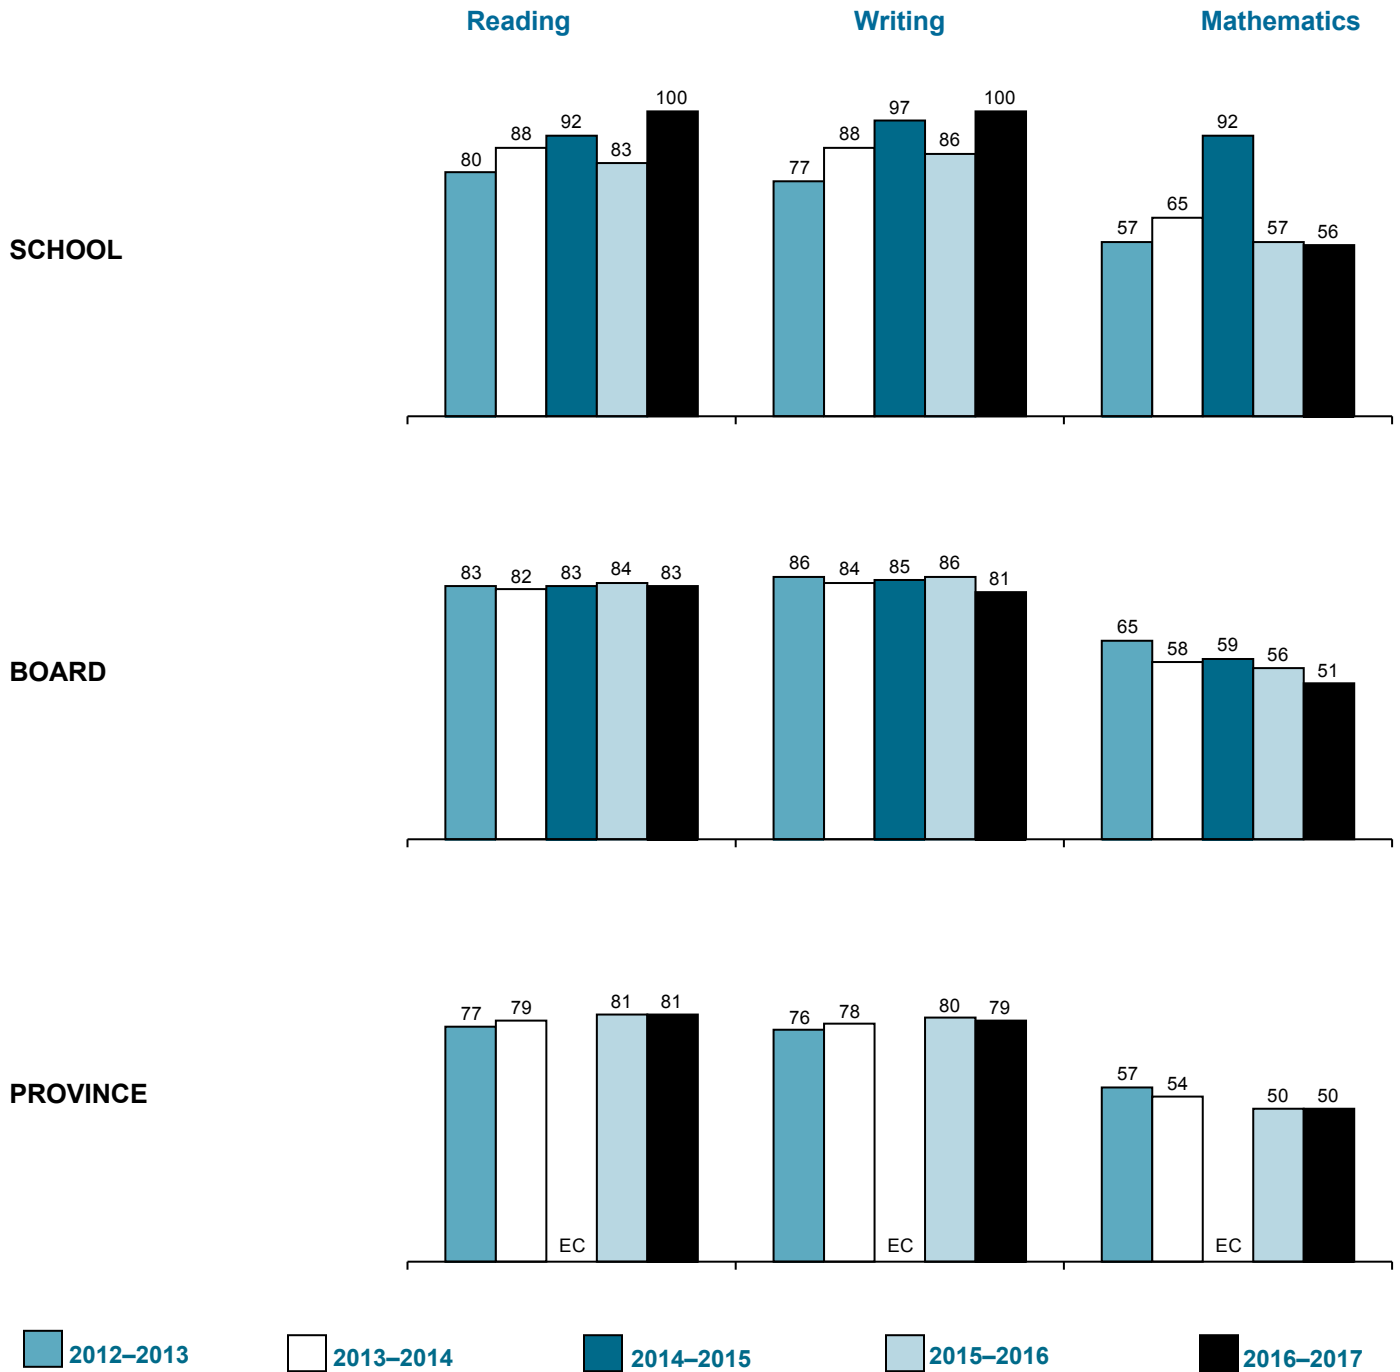 Reading Writing Mathematics
SCHOOL
80 88 92 83 100 77 88 97 86 100 57 65 92 57 56
BOARD
83 82 83 84 83 86 84 85 86 81 65 58 59 56 51
PROVINCE
77 79 EC 81 81 76 78 EC 80 79 57 54 EC 50 50
2012–2013 2013–2014 2014–2015 2015–2016 2016–2017